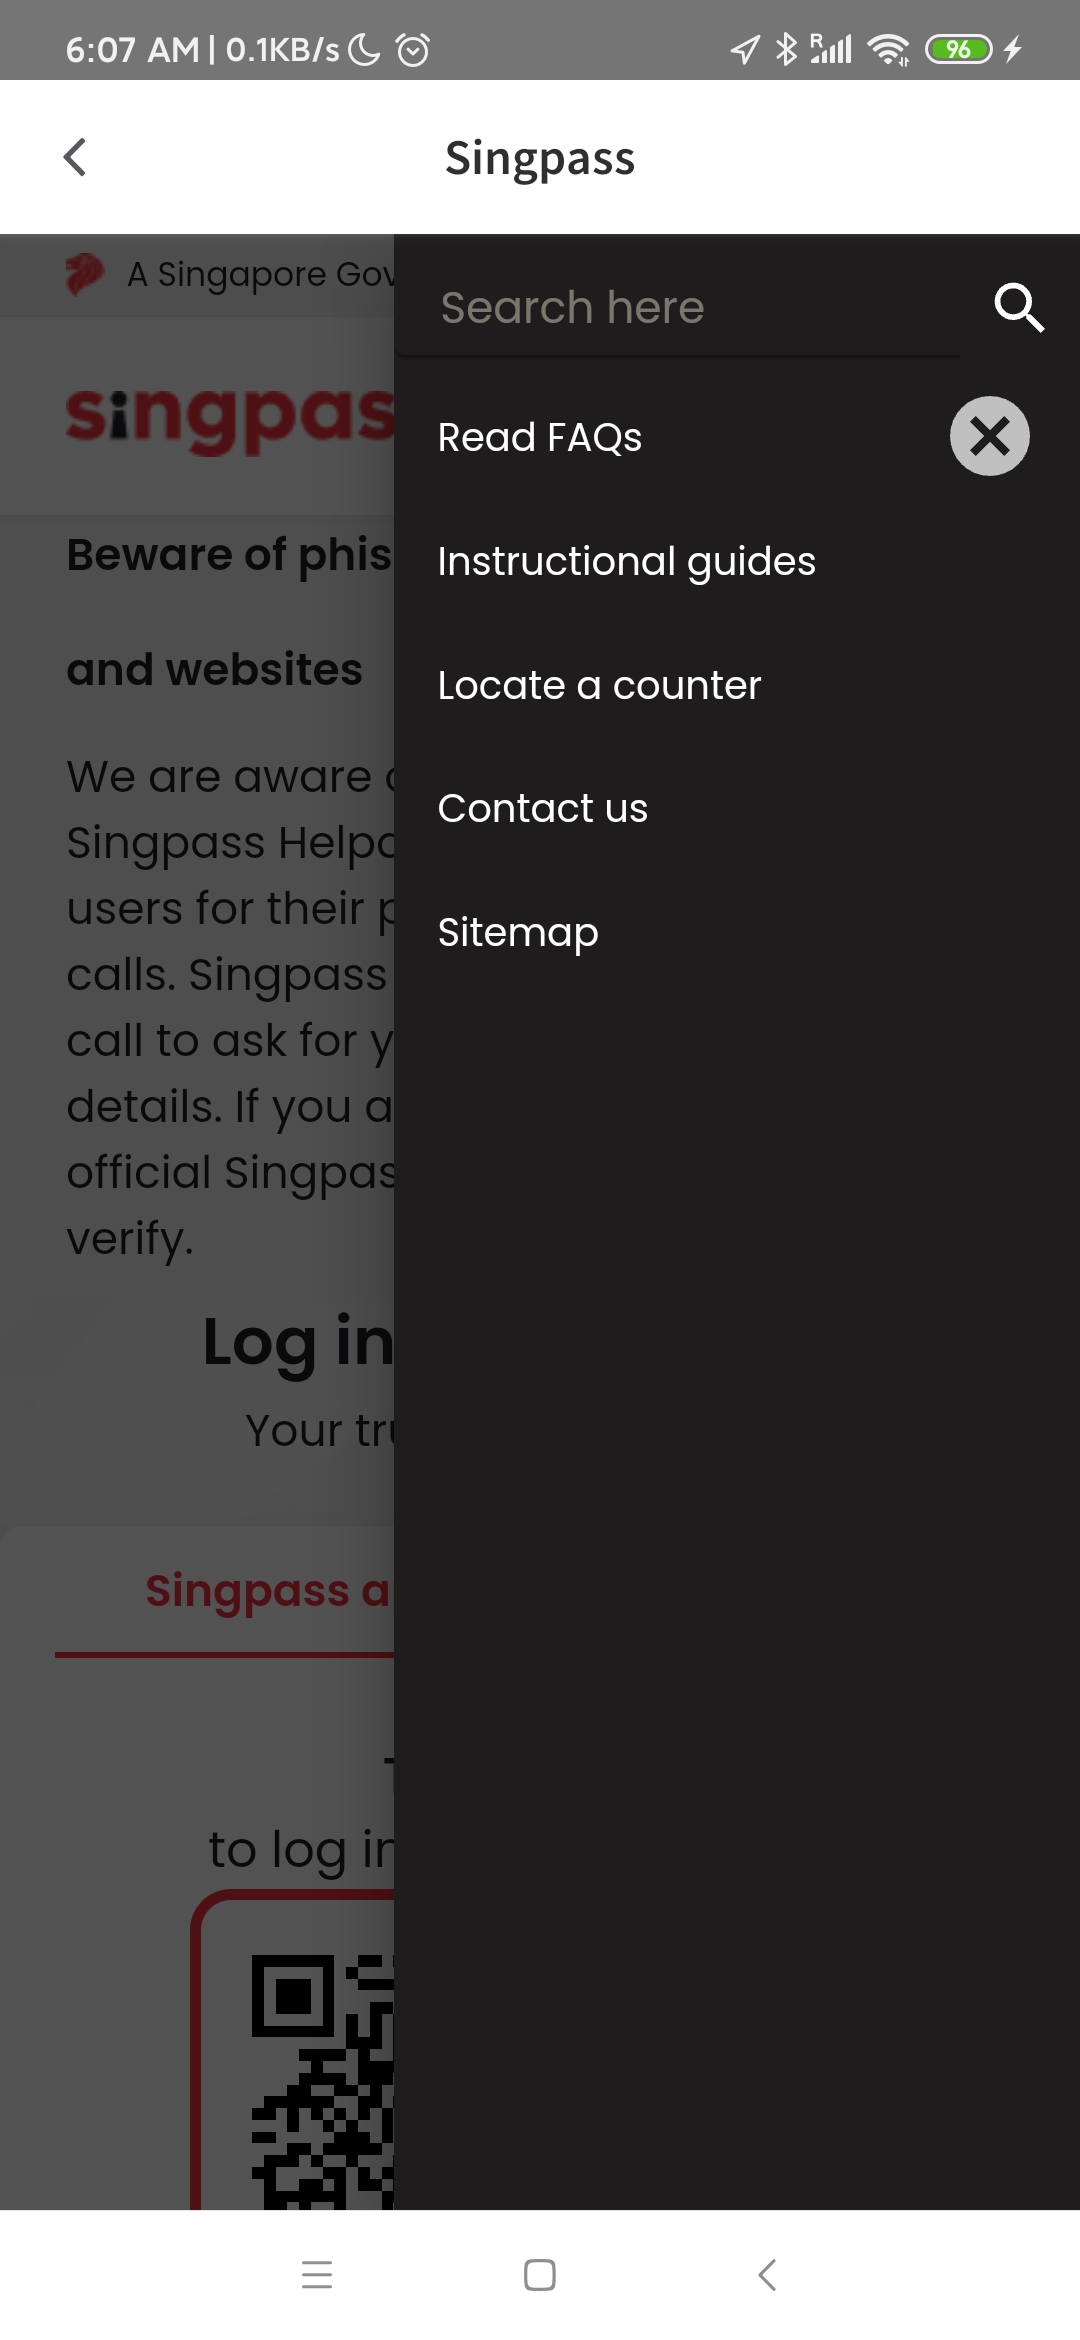 6:07 AM | 0.1KB/s
R
96
Singpass
A Singapore Gov
singpas
Search here
Read FAQs
Instructional guides
Locate a counter
Contact us
Sitemap
Beware of phis
and websites
We are aware
Singpass Help
users for their p
calls. Singpass
call to ask for y
details. If you a
official Singpas
verify.
Log in
Your tru
Singpass a
to log in